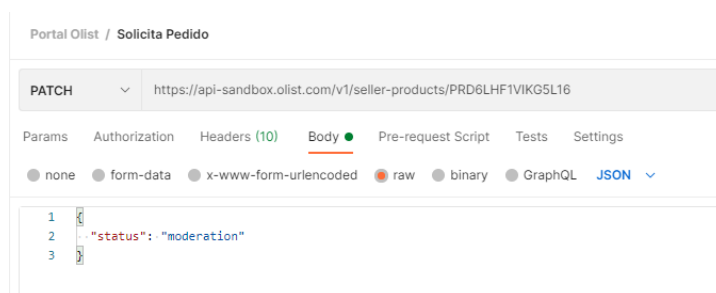 Portal Olist / Solicita Pedido
PATCH https://api-sandbox.olist.com/v1/seller-products/PRD6LHF1VIKG5L16
Params Authorization Headers (10) Body Pre-request Script Tests Settings
none form-data x-www-form-urlencoded raw binary GraphQL JSON
1 {
2 "status": "moderation"
3 }